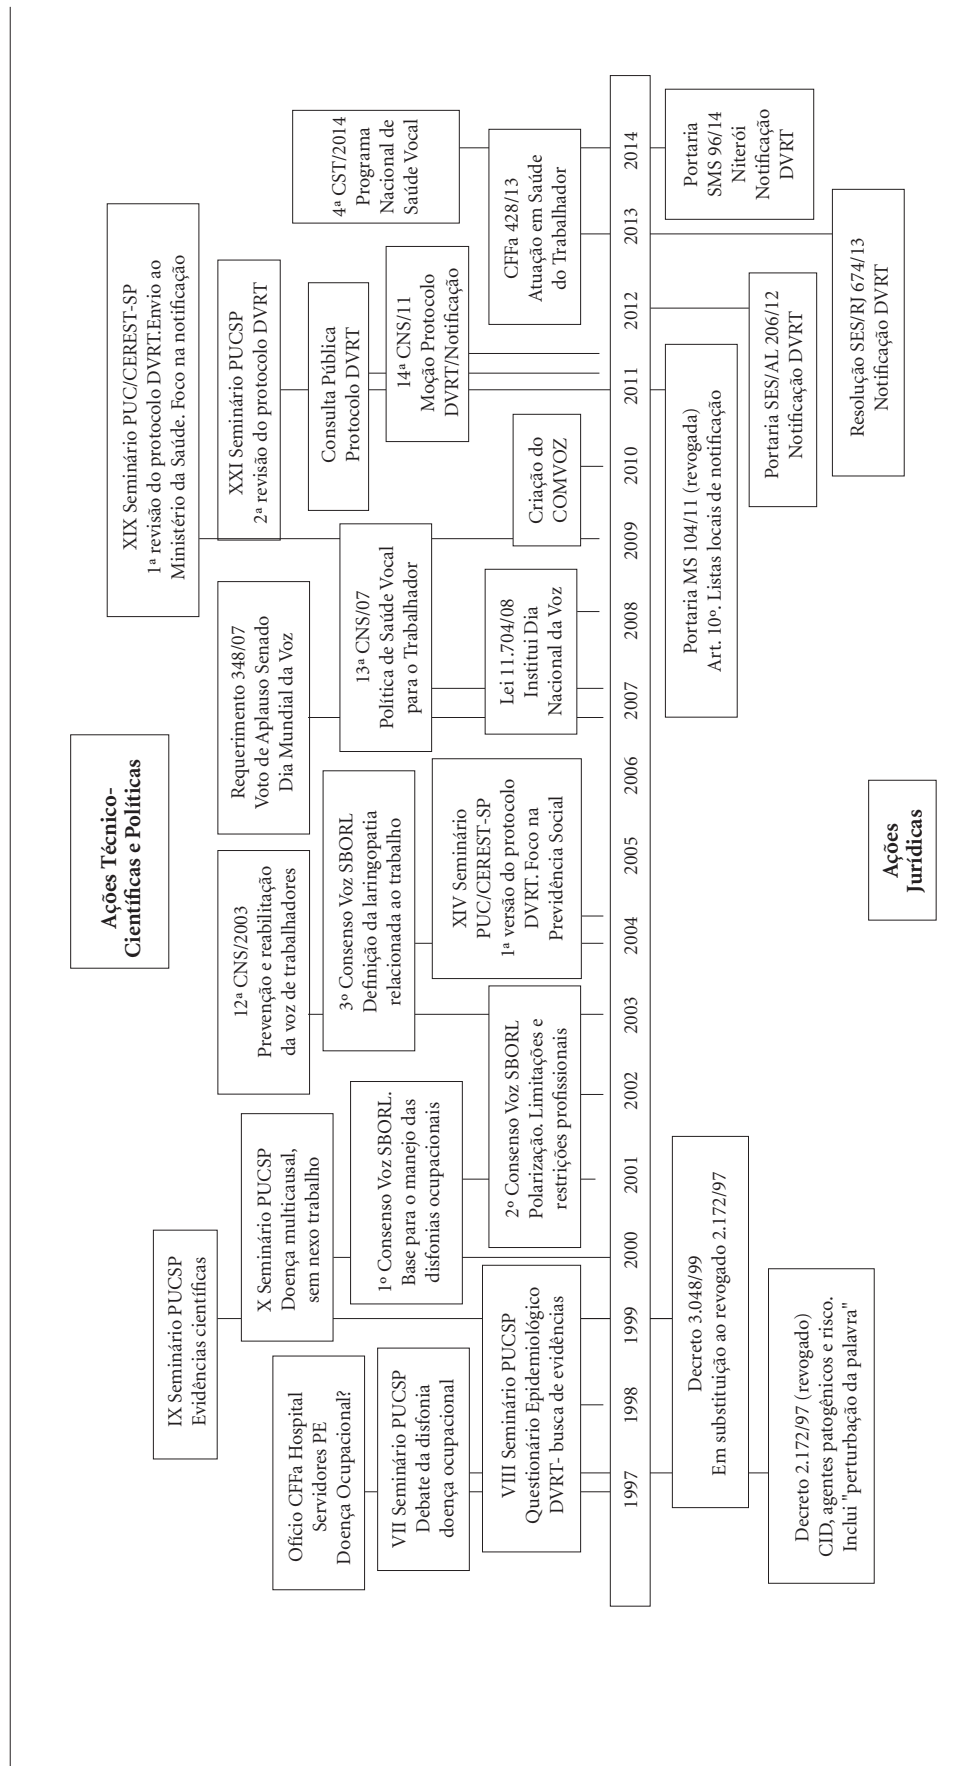 Ações Técnico-
Científicas e Políticas
IX Seminário PUCSP
Evidências científicas
XIX Seminário PUC/CEREST-SP
1ª revisão do protocolo DVRT.Envio ao
Ministério da Saúde. Foco na notificação
Ofício CFFa Hospital
Servidores PE
Doença Ocupacional?
X Seminário PUCSP
Doença multicausal,
sem nexo trabalho
12ª CNS/2003
Prevenção e reabilitação
da voz de trabalhadores
Requerimento 348/07
Voto de Aplauso Senado
Dia Mundial da Voz
XXI Seminário PUCSP
2ª revisão do protocolo DVRT
4ª CST/2014
Programa
Nacional de
Saúde Vocal
VII Seminário PUCSP
Debate da disfonia
doença ocupacional
1º Consenso Voz SBORL.
Base para o manejo das
disfonias ocupacionais
3º Consenso Voz SBORL
Definição da laringopatia
relacionada ao trabalho
13ª CNS/07
Política de Saúde Vocal
para o Trabalhador
Consulta Pública
Protocolo DVRT
14ª CNS/11
Moção Protocolo
DVRT/Notificação
VIII Seminário PUCSP
Questionário Epidemiológico
DVRT- busca de evidências
2º Consenso Voz SBORL
Polarização. Limitações e
restrições profissionais
XIV Seminário
PUC/CEREST-SP
1ª versão do protocolo
DVRT. Foco na
Previdência Social
Lei 11.704/08
Institui Dia
Nacional da Voz
Criação do
COMVOZ
CFFa 428/13
Atuação em Saúde
do Trabalhador
1997 1998 1999 2000 2001 2002 2003 2004 2005 2006 2007 2008 2009 2010 2011 2012 2013 2014
Decreto 3.048/99
Em substituição ao revogado 2.172/97
Portaria MS 104/11 (revogada)
Art. 10º. Listas locais de notificação
Portaria
SMS 96/14
Niterói
Notificação
DVRT
Decreto 2.172/97 (revogado)
CID, agentes patogênicos e risco.
Inclui "perturbação da palavra"
Portaria SES/AL 206/12
Notificação DVRT
Resolução SES/RJ 674/13
Notificação DVRT
Ações
Jurídicas